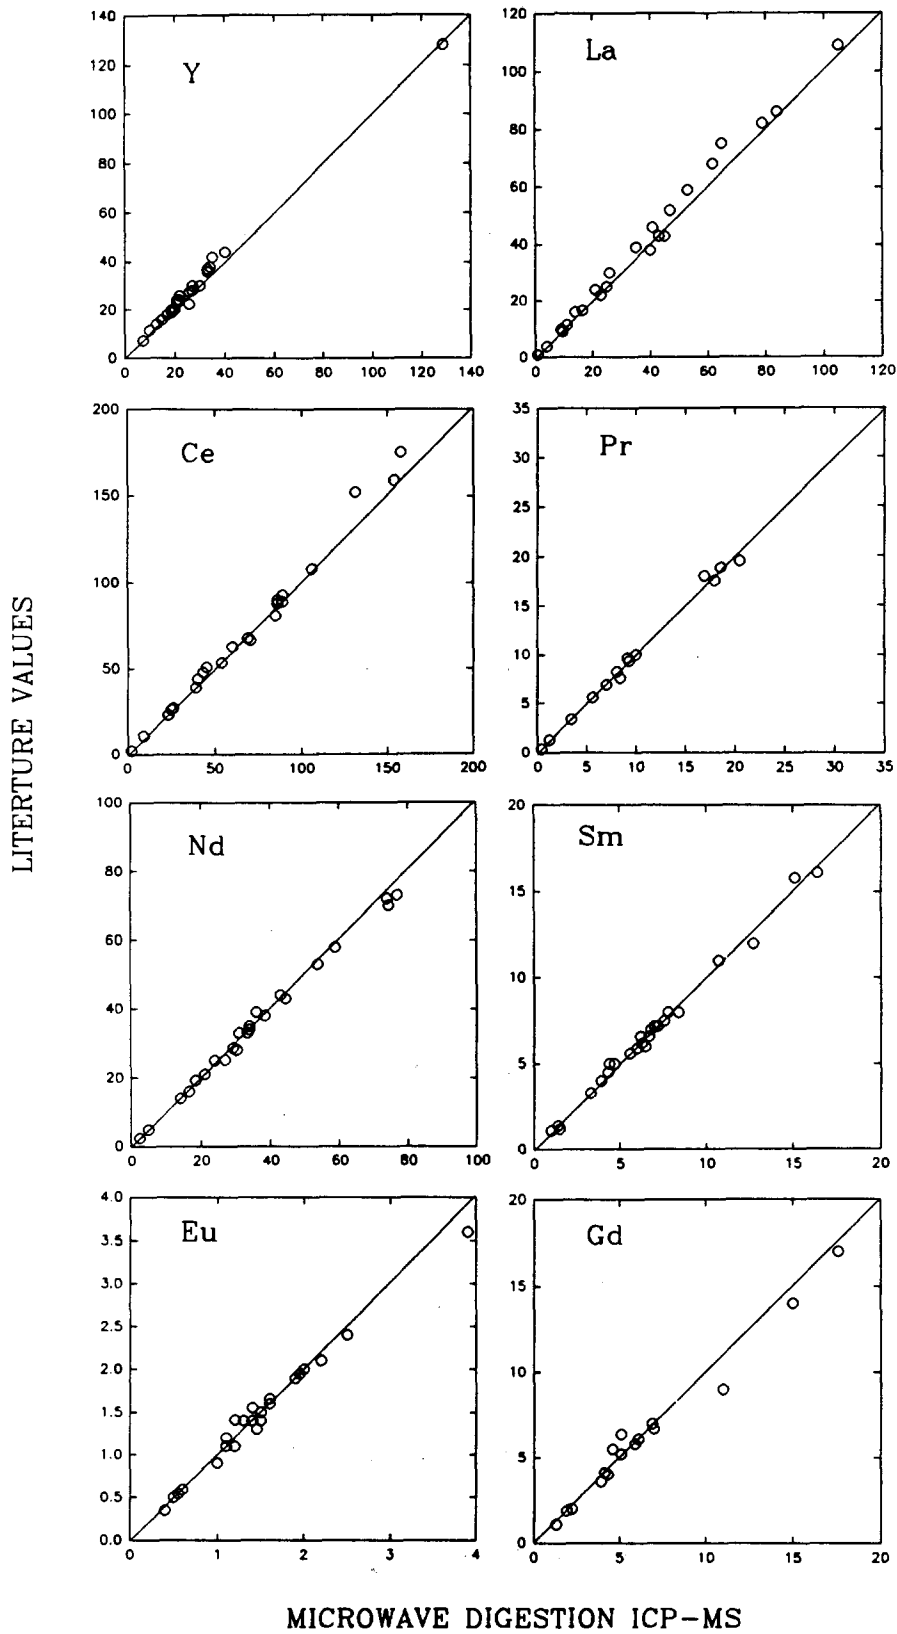 LITERTURE VALUES
140
120
100
80
60
40
20
0
Y
0 20 40 60 80 100 120 140
120
100
80
60
40
20
0
La
0 20 40 60 80 100 120
200
150
100
50
0
Ce
0 50 100 150 200
35
30
25
20
15
10
5
0
Pr
0 5 10 15 20 25 30 35
100
80
60
40
20
0
Nd
0 20 40 60 80 100
20
15
10
5
0
Sm
0 5 10 15 20
4.0
3.5
3.0
2.5
2.0
1.5
1.0
0.5
0.0
Eu
0 1 2 3 4
20
15
10
5
0
Gd
0 5 10 15 20
MICROWAVE DIGESTION ICP-MS